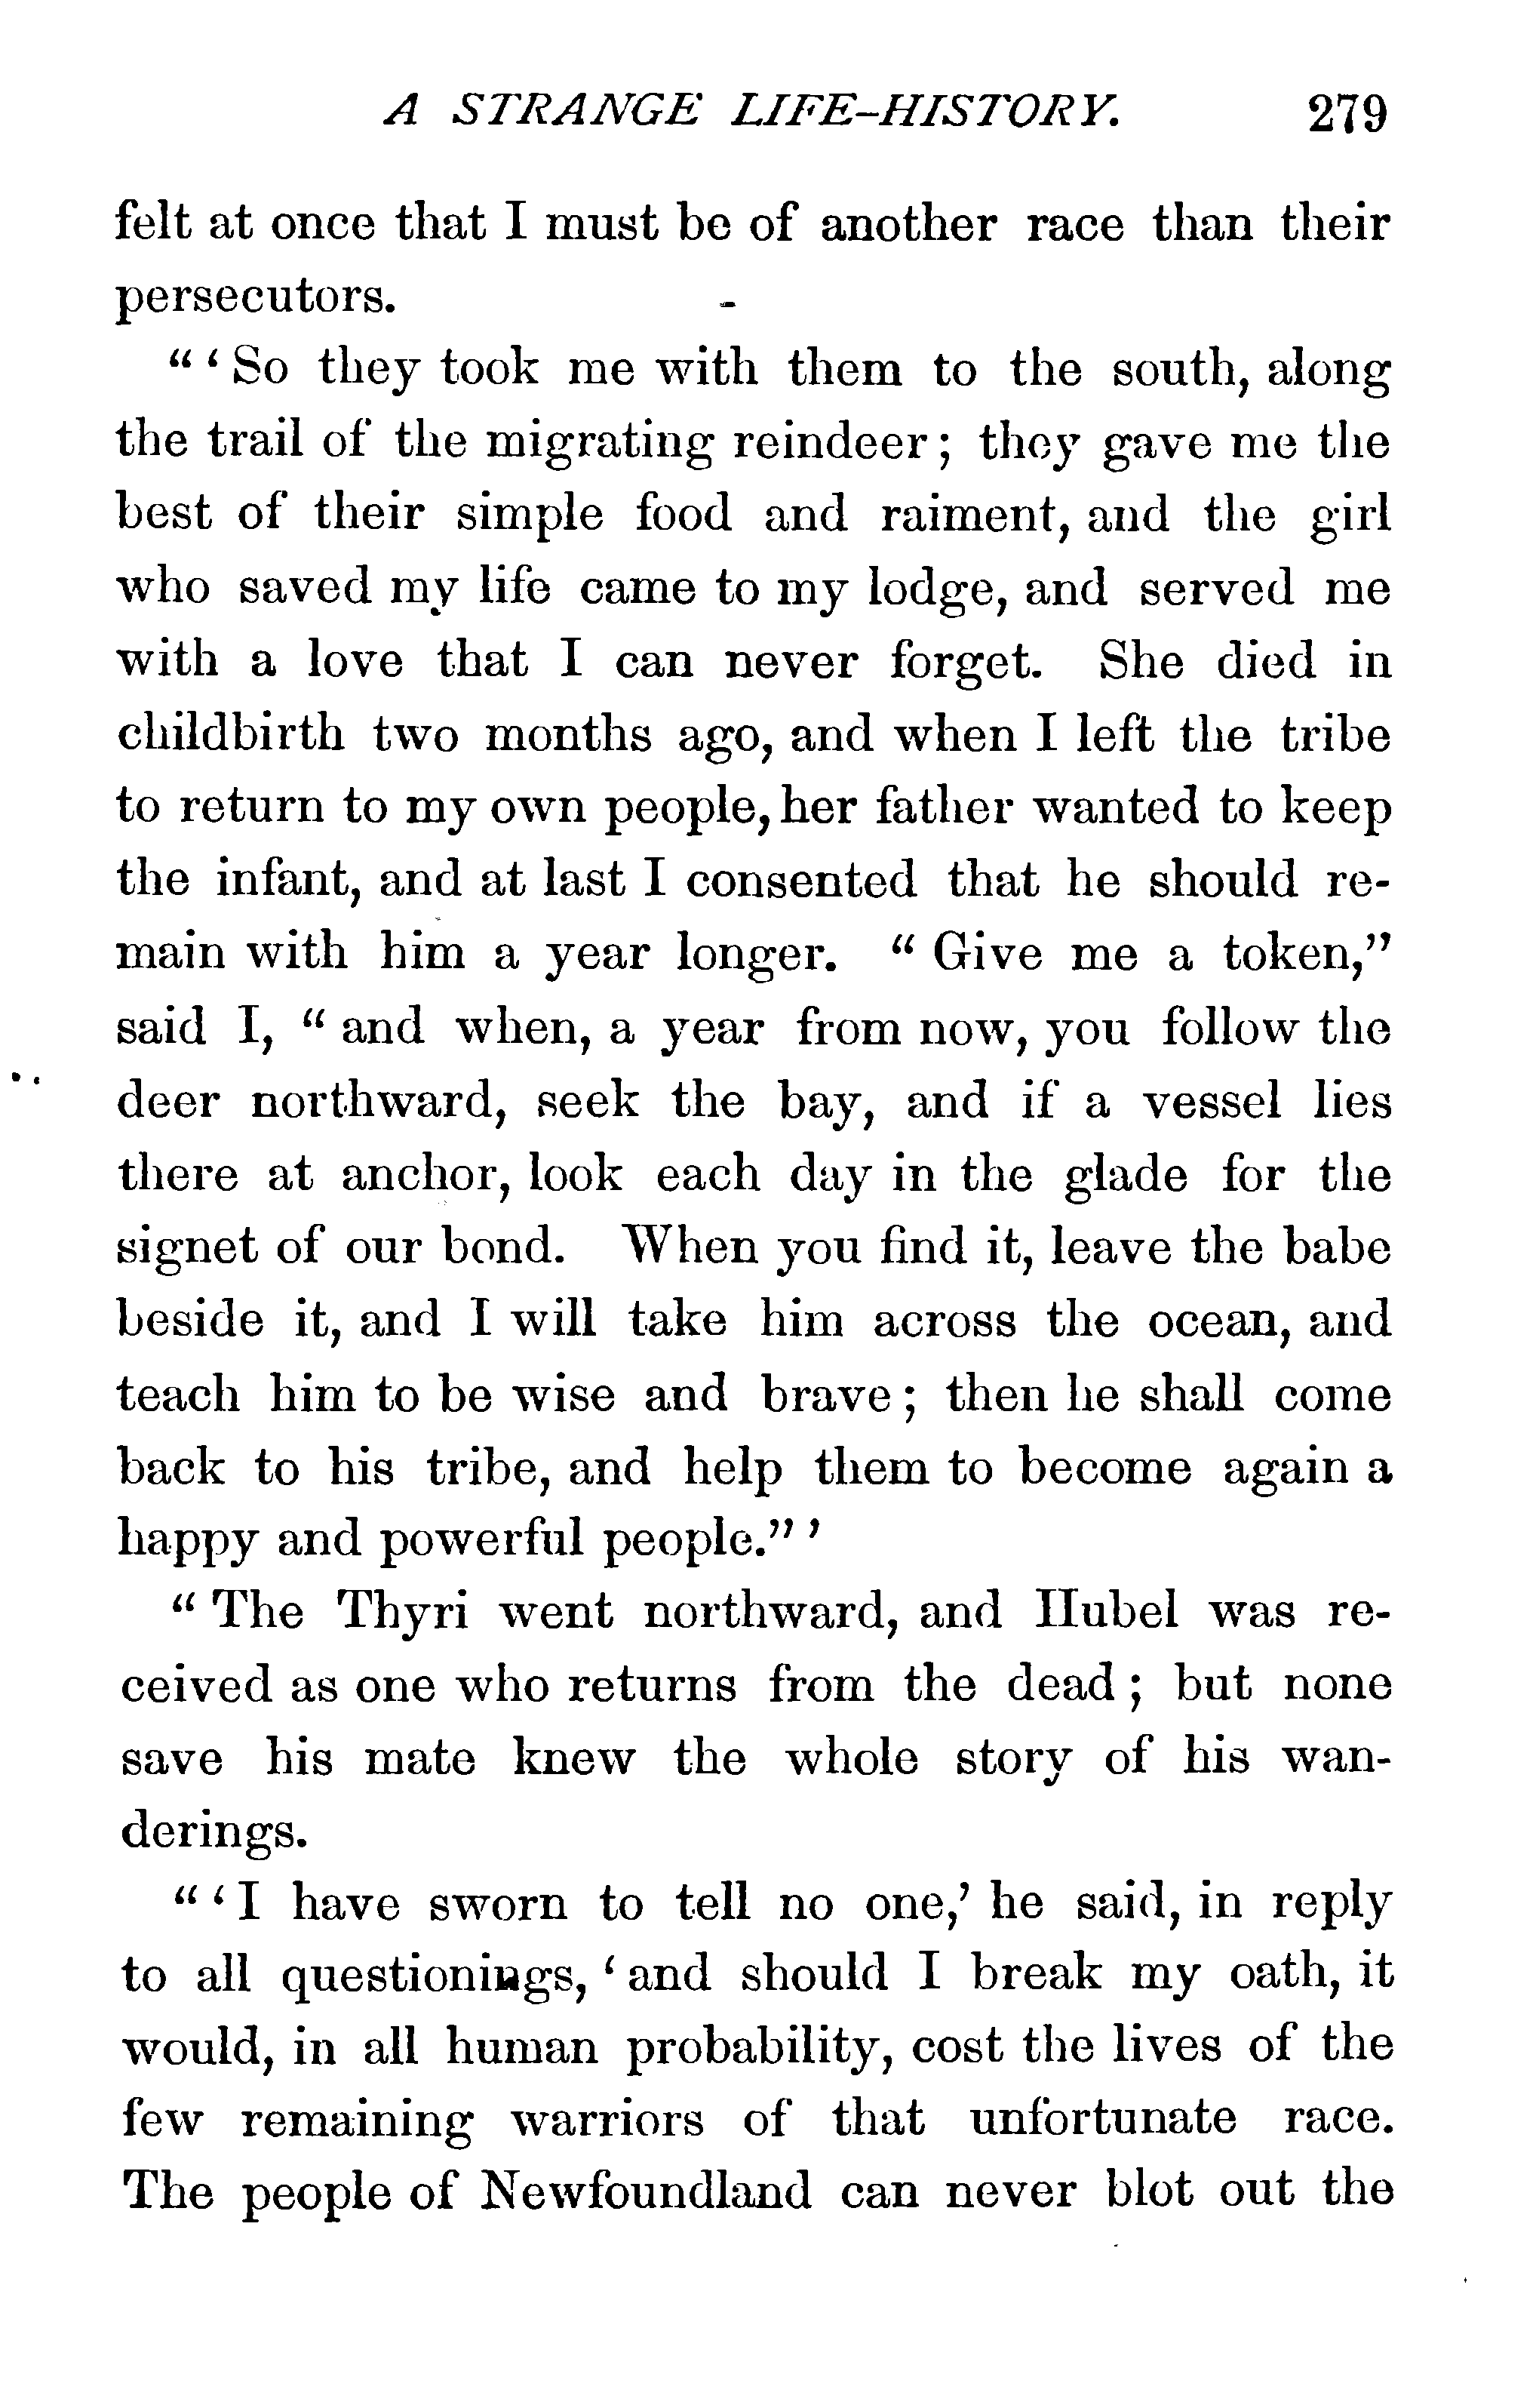 A STRANGE LIFE-HISTORY. 279
felt at once that I must be of another race than their
persecutors.
“ ‘ So they took me with them to the south, along
the trail of the migrating reindeer; they gave me the
best of their simple food and raiment, and the girl
who saved my life came to my lodge, and served me
with a love that I can never forget. She died in
childbirth two months ago, and when I left the tribe
to return to my own people, her father wanted to keep
the infant, and at last I consented that he should re-
main with him a year longer. “ Give me a token,”
said I, “ and when, a year from now, you follow the
deer northward, seek the bay, and if a vessel lies
there at anchor, look each day in the glade for the
signet of our bond. When you find it, leave the babe
beside it, and I will take him across the ocean, and
teach him to be wise and brave; then he shall come
back to his tribe, and help them to become again a
happy and powerful people.” ’
“ The Thyri went northward, and Hubel was re-
ceived as one who returns from the dead; but none
save his mate knew the whole story of his wan-
derings.
“ ‘ I have sworn to tell no one,’ he said, in reply
to all questionings, ‘ and should I break my oath, it
would, in all human probability, cost the lives of the
few remaining warriors of that unfortunate race.
The people of Newfoundland can never blot out the